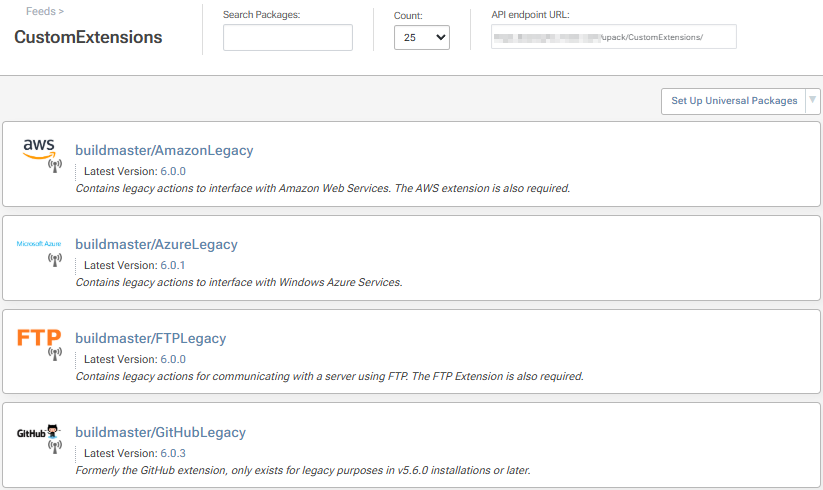 Feeds >
CustomExtensions
Search Packages:
Count:
25
API endpoint URL:
/upack/CustomExtensions/
Set Up Universal Packages
aws
buildmaster/AmazonLegacy
Latest Version: 6.0.0
Contains legacy actions to interface with Amazon Web Services. The AWS extension is also required.
Microsoft Azure
buildmaster/AzureLegacy
Latest Version: 6.0.1
Contains legacy actions to interface with Windows Azure Services.
FTP
buildmaster/FTPLegacy
Latest Version: 6.0.0
Contains legacy actions for communicating with a server using FTP. The FTP Extension is also required.
GitHub
buildmaster/GitHubLegacy
Latest Version: 6.0.3
Formerly the GitHub extension, only exists for legacy purposes in v5.6.0 installations or later.